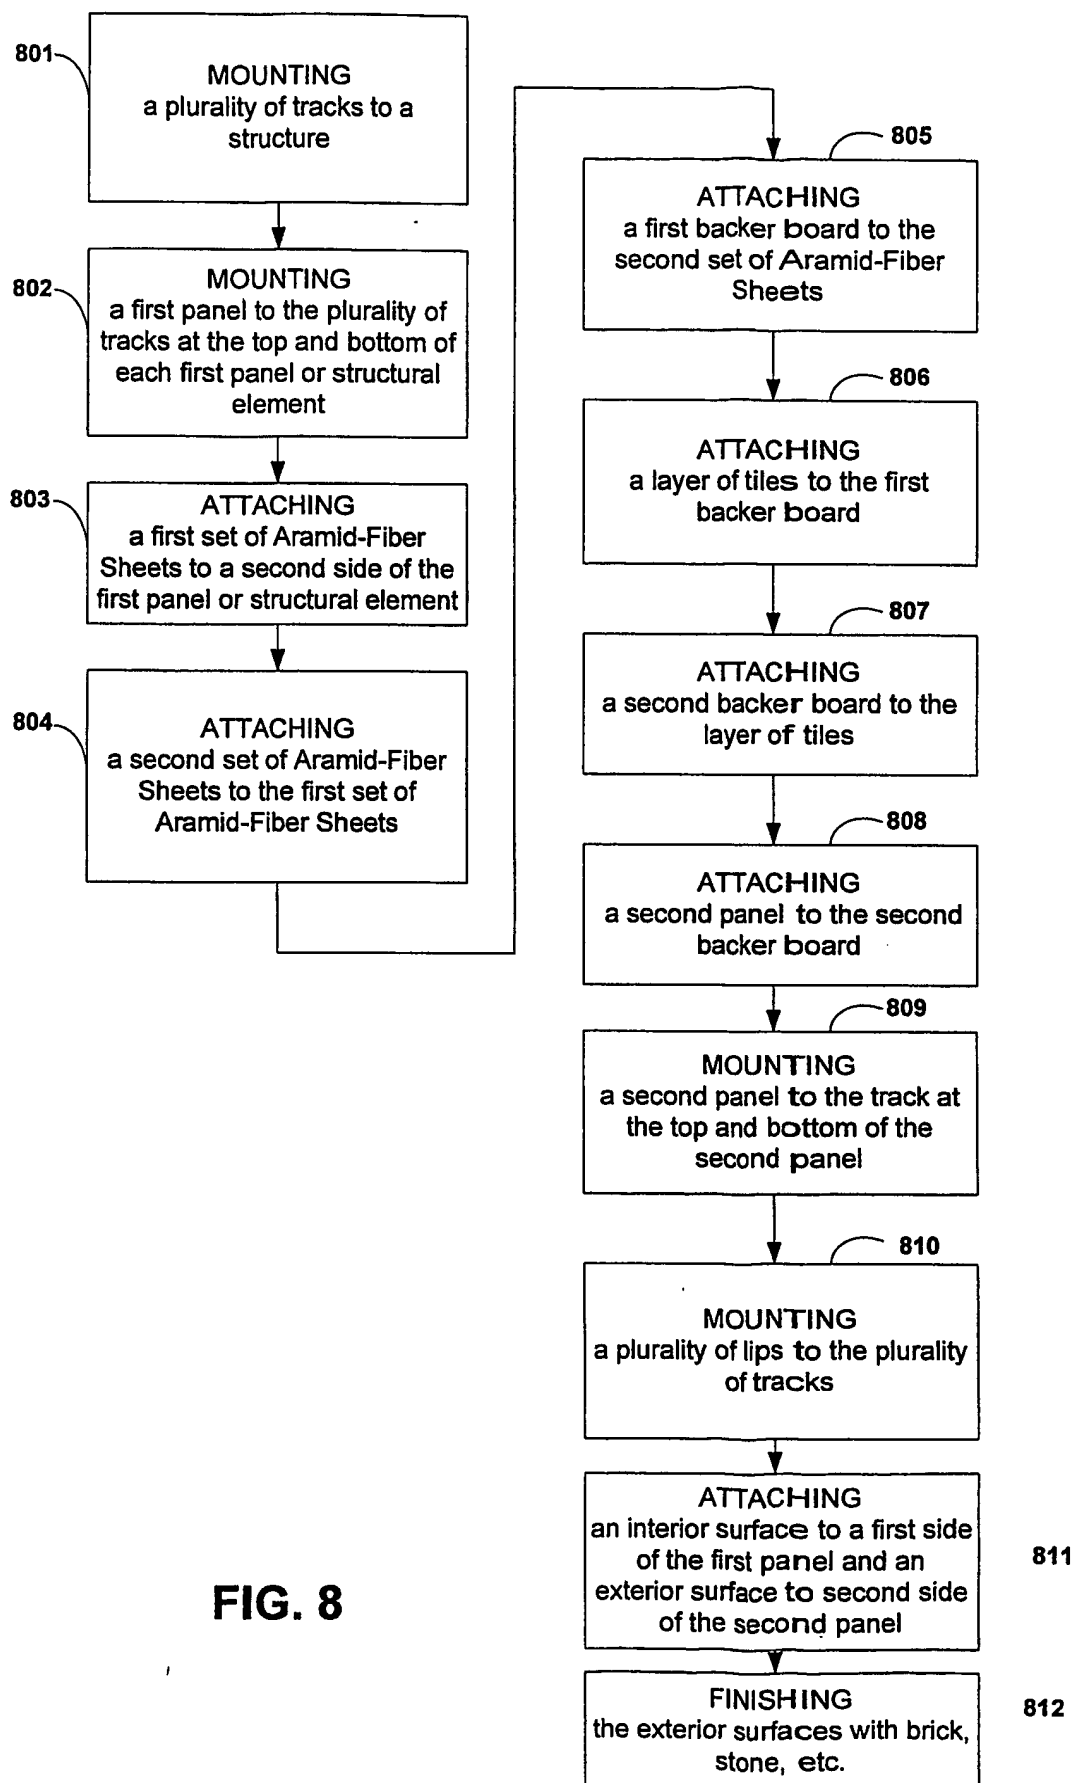 801
MOUNTING
a plurality of tracks to a
structure
802
MOUNTING
a first panel to the plurality of
tracks at the top and bottom of
each first panel or structural
element
803
ATTACHING
a first set of Aramid-Fiber
Sheets to a second side of the
first panel or structural element
804
ATTACHING
a second set of Aramid-Fiber
Sheets to the first set of
Aramid-Fiber Sheets
805
ATTACHING
a first backer board to the
second set of Aramid-Fiber
Sheets
806
ATTACHING
a layer of tiles to the first
backer board
807
ATTACHING
a second backer board to the
layer of tiles
808
ATTACHING
a second panel to the second
backer board
809
MOUNTING
a second panel to the track at
the top and bottom of the
second panel
810
MOUNTING
a plurality of lips to the plurality
of tracks
ATTACHING
an interior surface to a first side
of the first panel and an
exterior surface to second side
of the second panel
811
FINISHING
the exterior surfaces with brick,
stone, etc.
812
FIG. 8